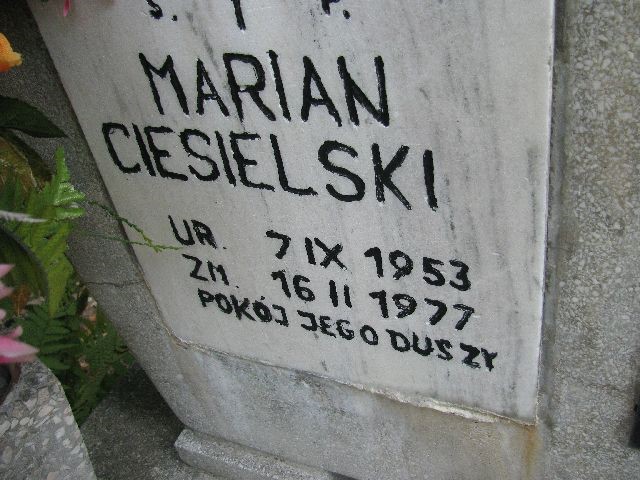 S. † P.
MARIAN
CIESIELSKI
UR. 7 IX 1953
ZM. 16 II 1977
POKÓJ JEGO DUSZY